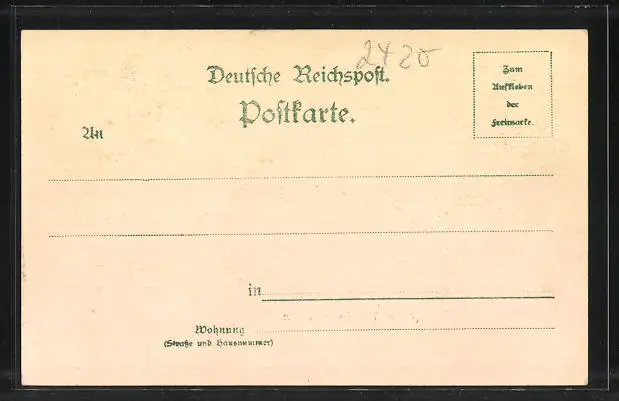 2420
Deutsche Reichspost.
Postkarte.
Zum
Aufkleben
der
Freimarke.
An
in
Wohnung
(Straße und Hausnummer)